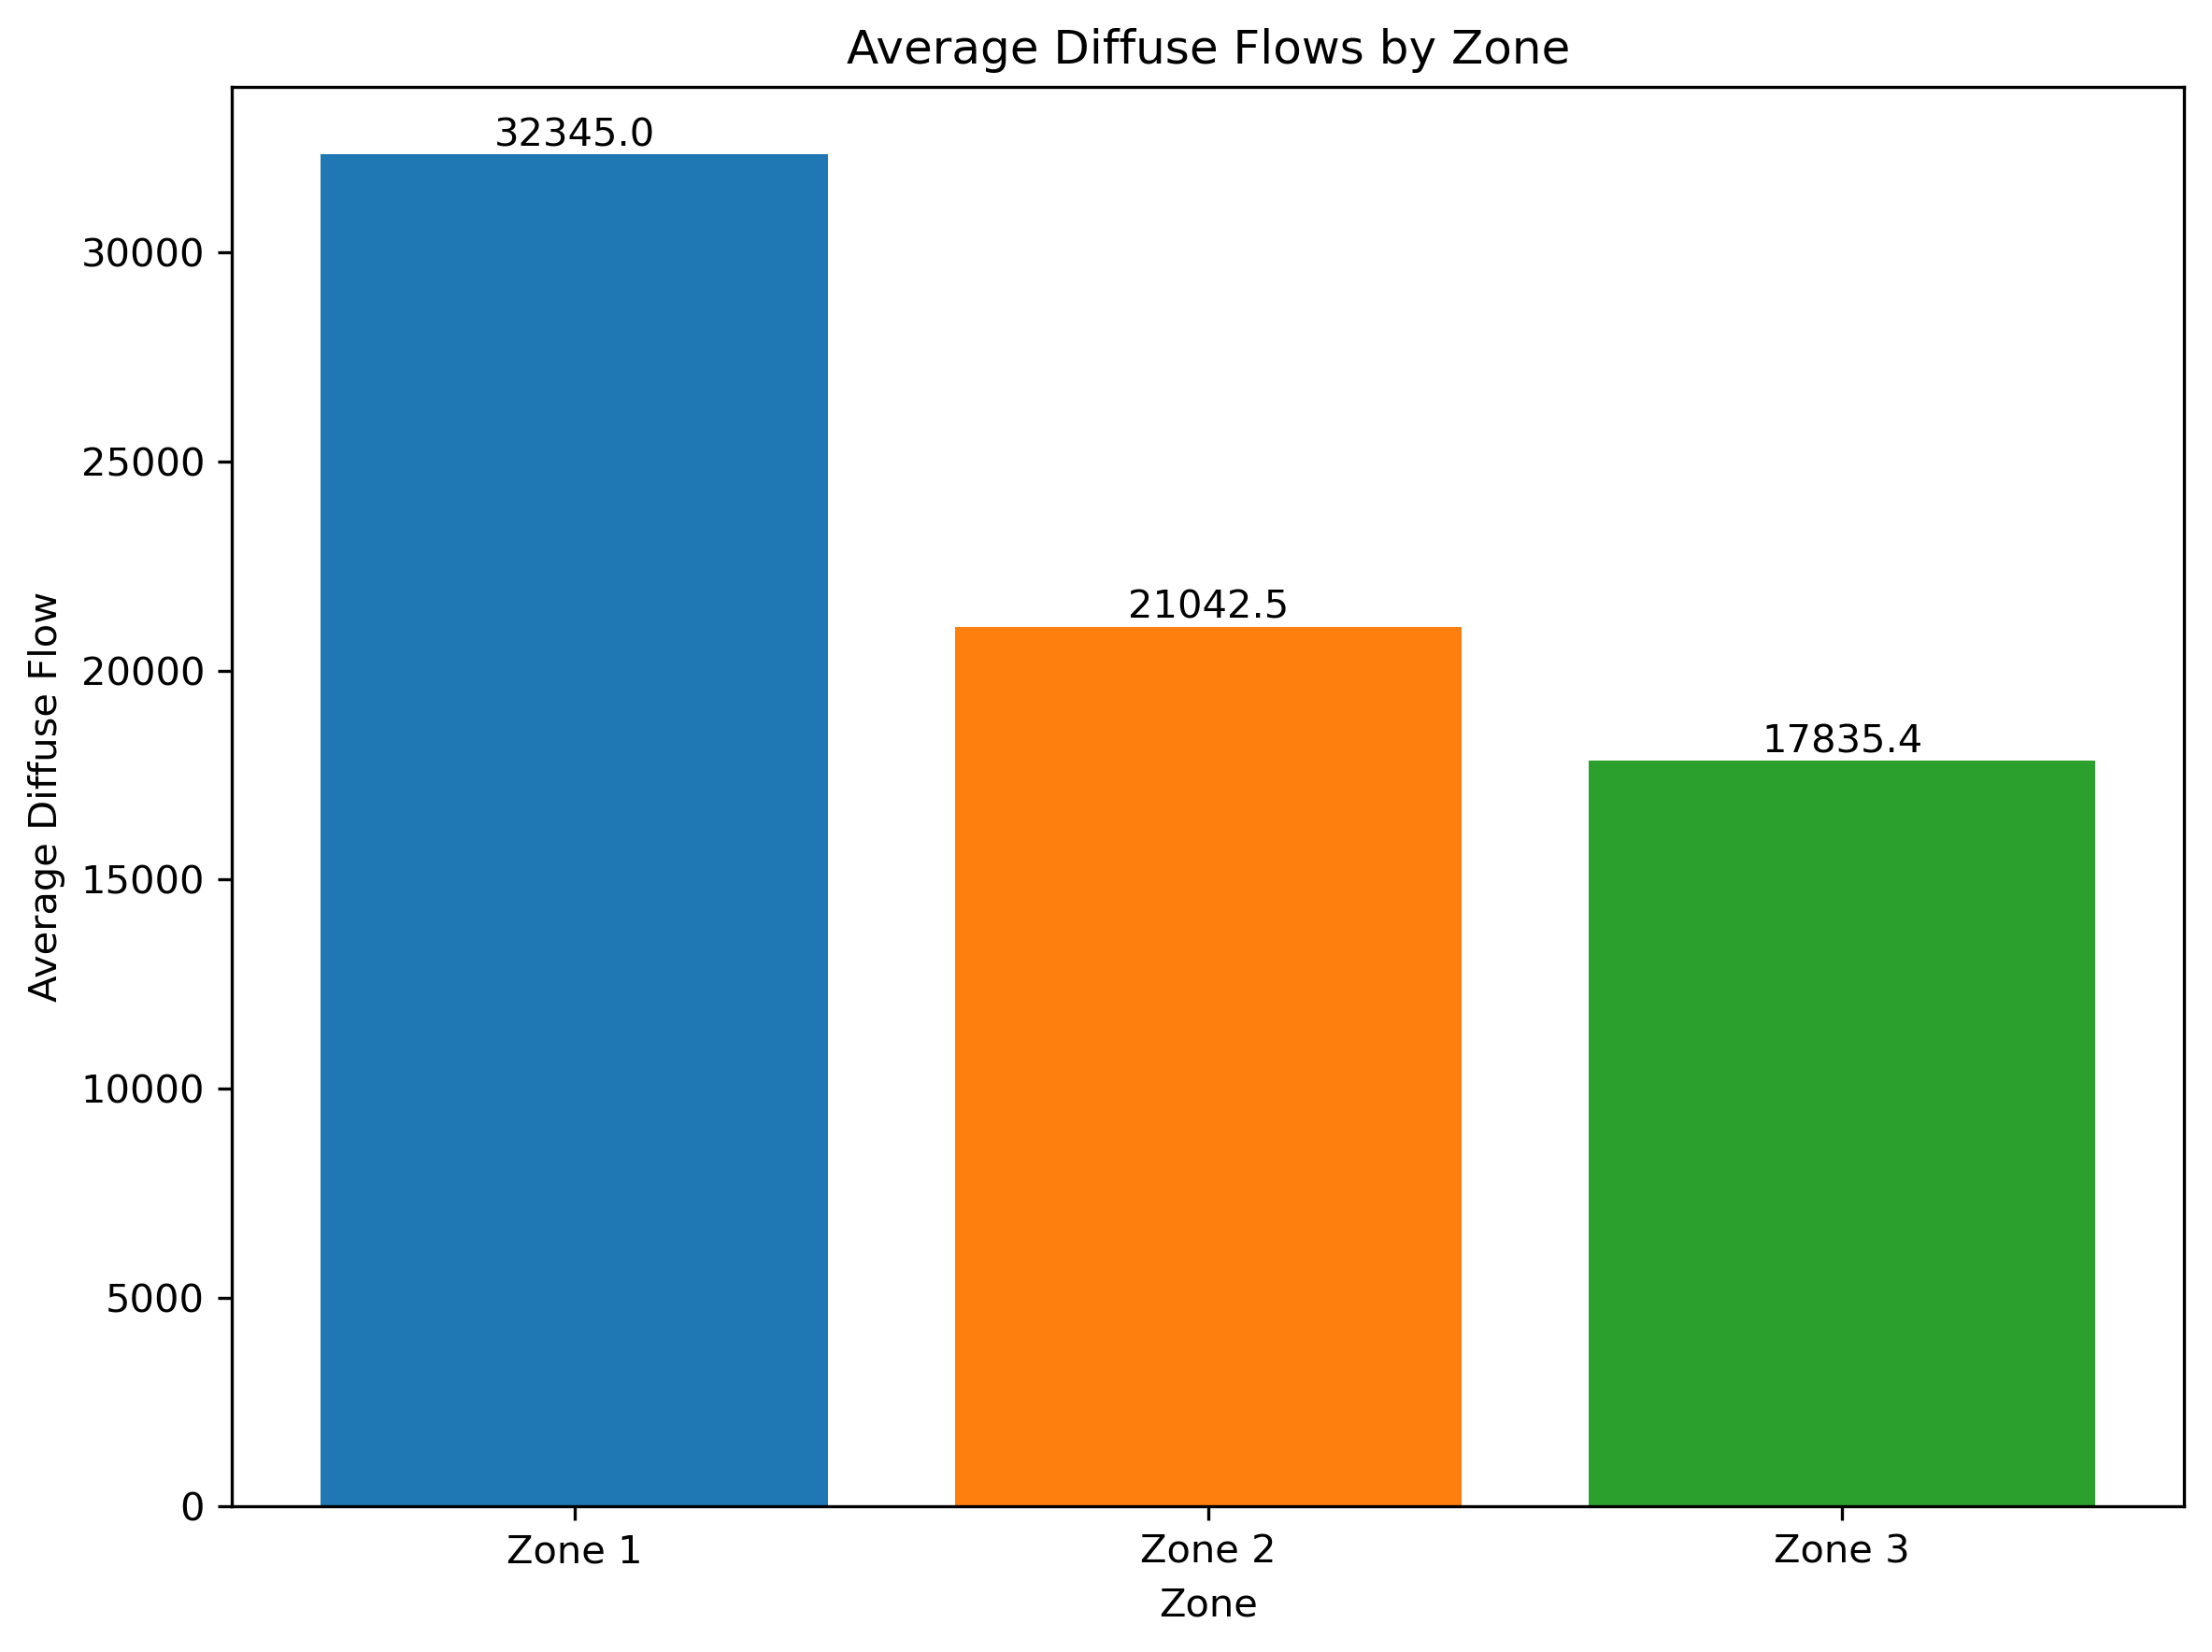 Average Diffuse Flows by Zone
32345.0
30000
25000
21042.5
20000
17835.4
15000
10000
5000
0
Average Diffuse Flow
Zone 1
Zone 2
Zone 3
Zone